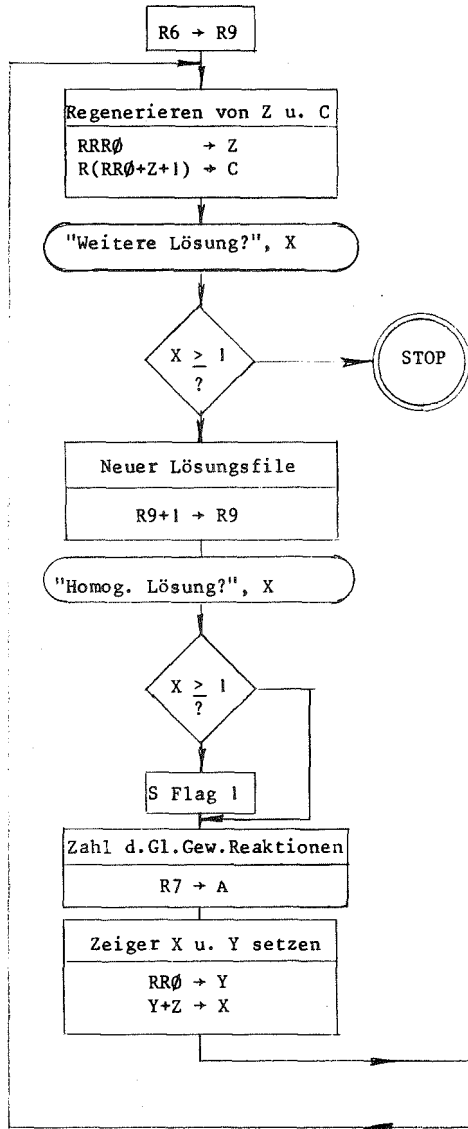 R6 → R9
Regenerieren von Z u. C
RRRØ → Z
R(RRØ+Z+1) → C
"Weitere Lösung?", X
X ≥ 1
?
STOP
Neuer Lösungsfile
R9+1 → R9
"Homog. Lösung?", X
X ≥ 1
?
S Flag 1
Zahl d.Gl.Gew.Reaktionen
R7 → A
Zeiger X u. Y setzen
RRØ → Y
Y+Z → X